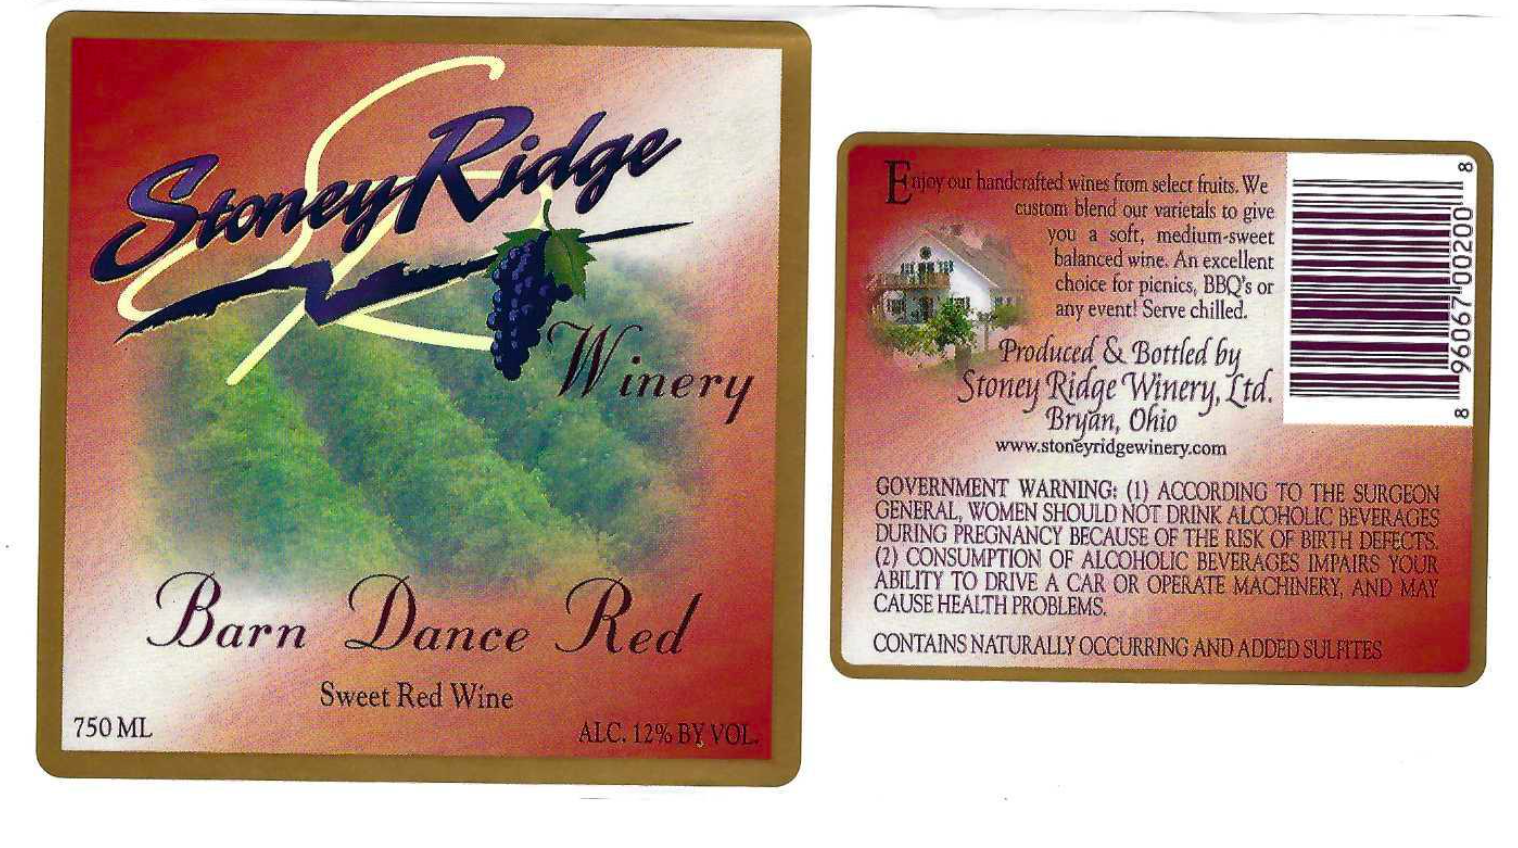 Stoney Ridge
Winery
Barn Dance Red
Sweet Red Wine
750 ML
ALC. 12% BY VOL.
Enjoy our handcrafted wines from select fruits. We
custom blend our varietals to give
you a soft, medium-sweet
balanced wine. An excellent
choice for picnics, BBQ's or
any event! Serve chilled.
Produced & Bottled by
Stoney Ridge Winery, Ltd.
Bryan, Ohio
www.stoneyridgewinery.com
8 96067 00200 8
GOVERNMENT WARNING: (1) ACCORDING TO THE SURGEON
GENERAL, WOMEN SHOULD NOT DRINK ALCOHOLIC BEVERAGES
DURING PREGNANCY BECAUSE OF THE RISK OF BIRTH DEFECTS.
(2) CONSUMPTION OF ALCOHOLIC BEVERAGES IMPAIRS YOUR
ABILITY TO DRIVE A CAR OR OPERATE MACHINERY, AND MAY
CAUSE HEALTH PROBLEMS.
CONTAINS NATURALLY OCCURRING AND ADDED SULFITES